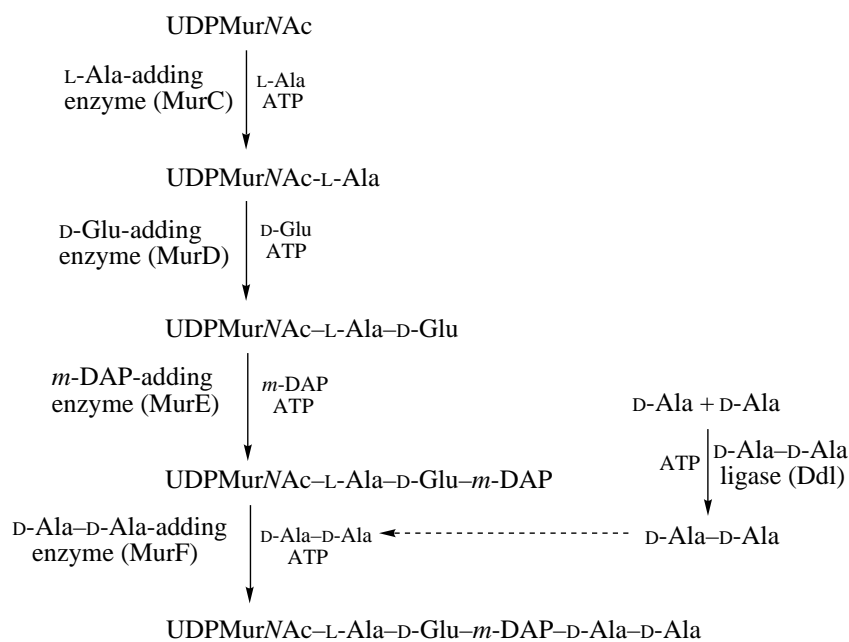 UDPMurNAc
L-Ala-adding
enzyme (MurC)
L-Ala
ATP
UDPMurNAc-L-Ala
D-Glu-adding
enzyme (MurD)
D-Glu
ATP
UDPMurNAc–L-Ala–D-Glu
m-DAP-adding
enzyme (MurE)
m-DAP
ATP
D-Ala + D-Ala
ATP
D-Ala–D-Ala
ligase (Ddl)
UDPMurNAc–L-Ala–D-Glu–m-DAP
D-Ala–D-Ala-adding
enzyme (MurF)
D-Ala–D-Ala
ATP
D-Ala–D-Ala
UDPMurNAc–L-Ala–D-Glu–m-DAP–D-Ala–D-Ala